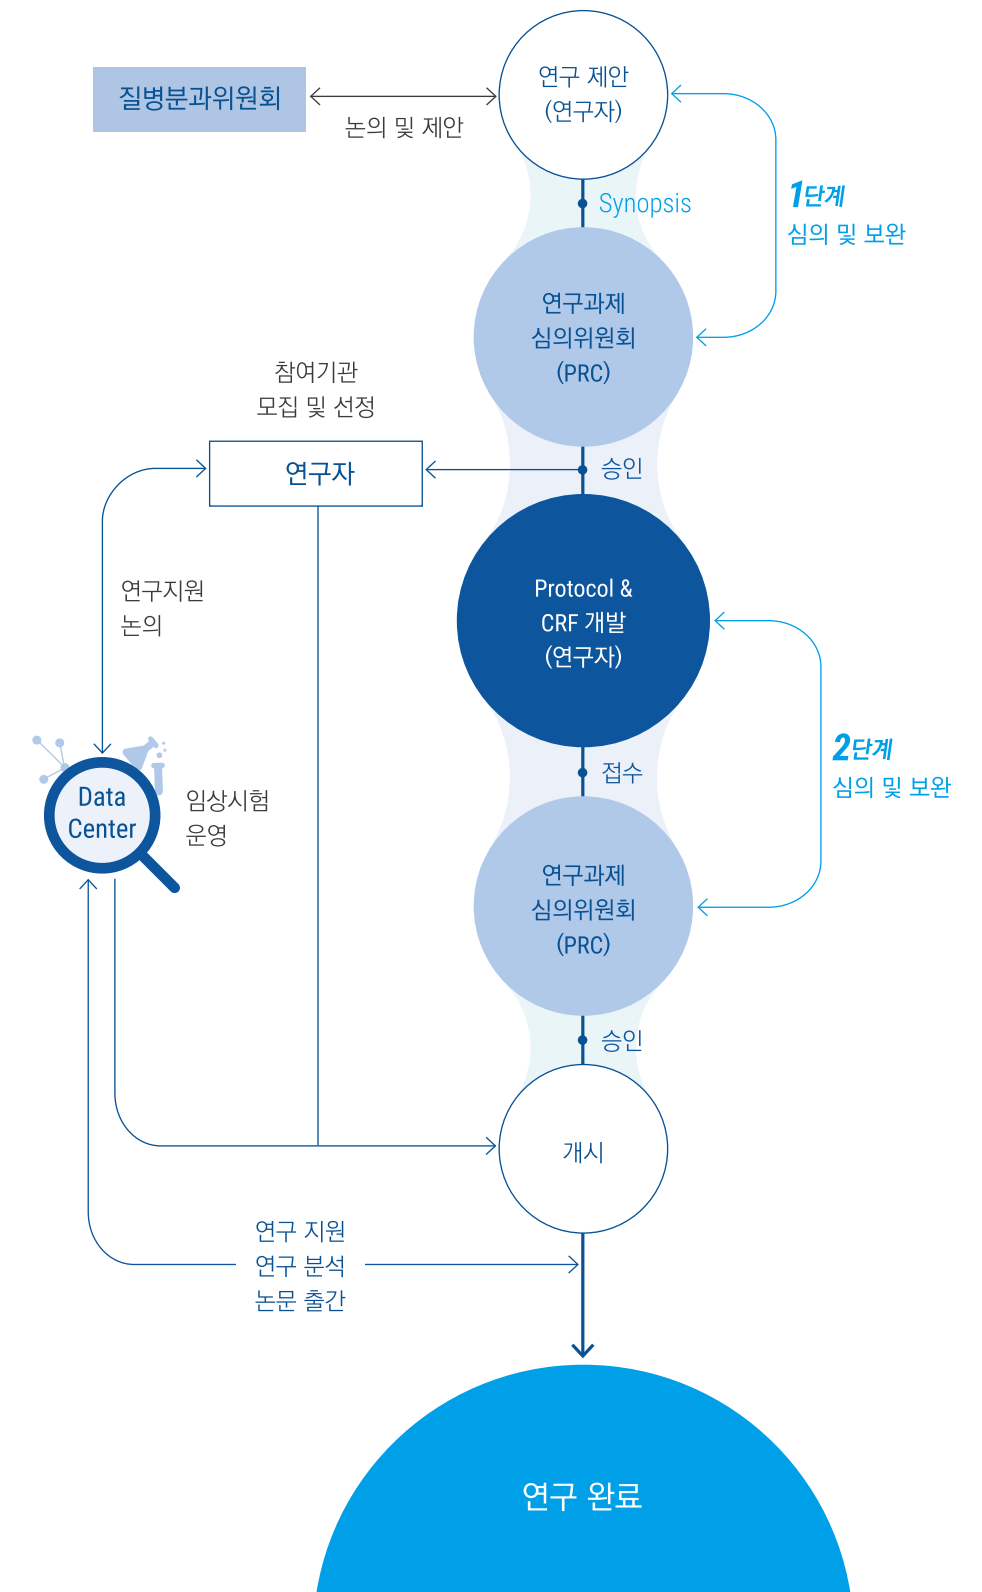 연구 제안
(연구자)
질병분과위원회
논의 및 제안
1단계
심의 및 보완
Synopsis
연구과제
심의위원회
(PRC)
참여기관
모집 및 선정
연구자
승인
연구지원
논의
Protocol &
CRF 개발
(연구자)
2단계
심의 및 보완
접수
Data
Center
임상시험
운영
연구과제
심의위원회
(PRC)
승인
개시
연구 지원
연구 분석
논문 출간
연구 완료